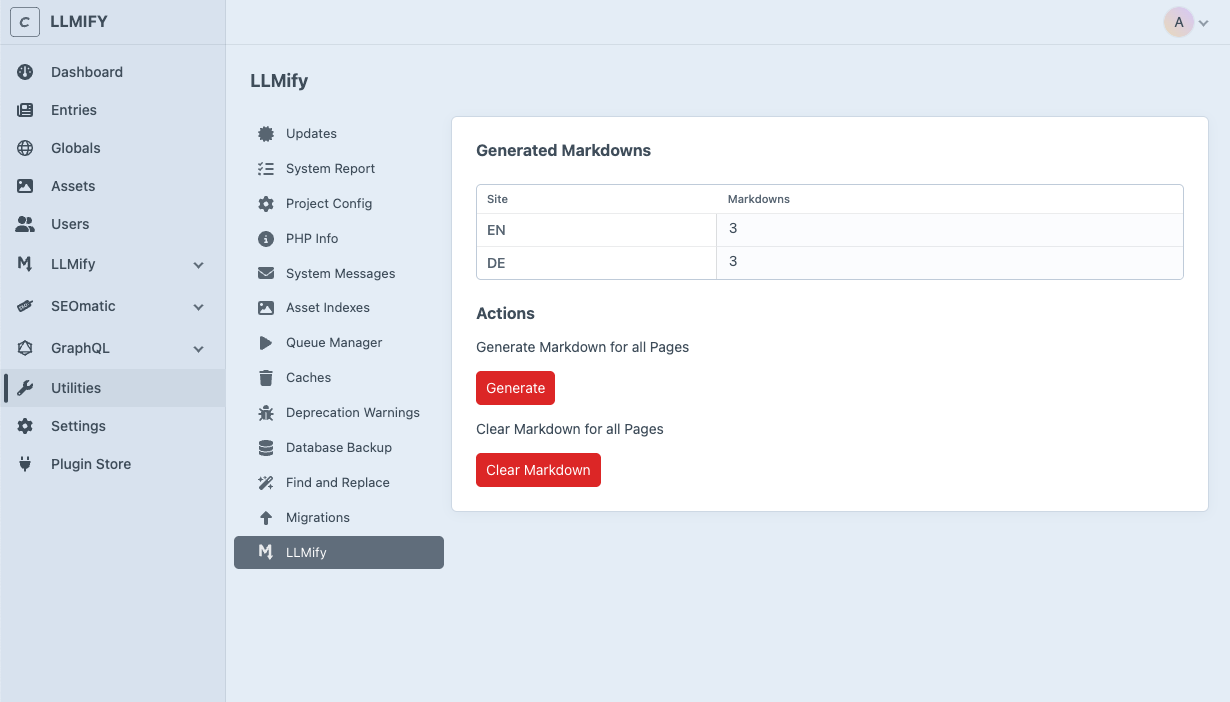 C LLMIFY
A
Dashboard
Entries
Globals
Assets
Users
LLMify
SEOmatic
GraphQL
Utilities
Settings
Plugin Store
LLMify
Updates
System Report
Project Config
PHP Info
System Messages
Asset Indexes
Queue Manager
Caches
Deprecation Warnings
Database Backup
Find and Replace
Migrations
LLMify
Generated Markdowns
Site Markdowns
EN 3
DE 3
Actions
Generate Markdown for all Pages
Generate
Clear Markdown for all Pages
Clear Markdown